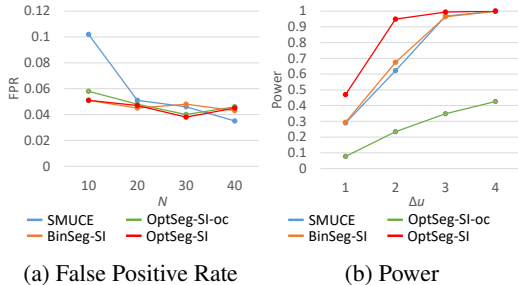 0.12
0.1
0.08
0.06
0.04
0.02
0
FPR
10 20 30 40
N
SMUCE OptSeg-SI-oc
BinSeg-SI OptSeg-SI
(a) False Positive Rate
1
0.9
0.8
0.7
0.6
0.5
0.4
0.3
0.2
0.1
0
Power
1 2 3 4
Δu
SMUCE OptSeg-SI-oc
BinSeg-SI OptSeg-SI
(b) Power